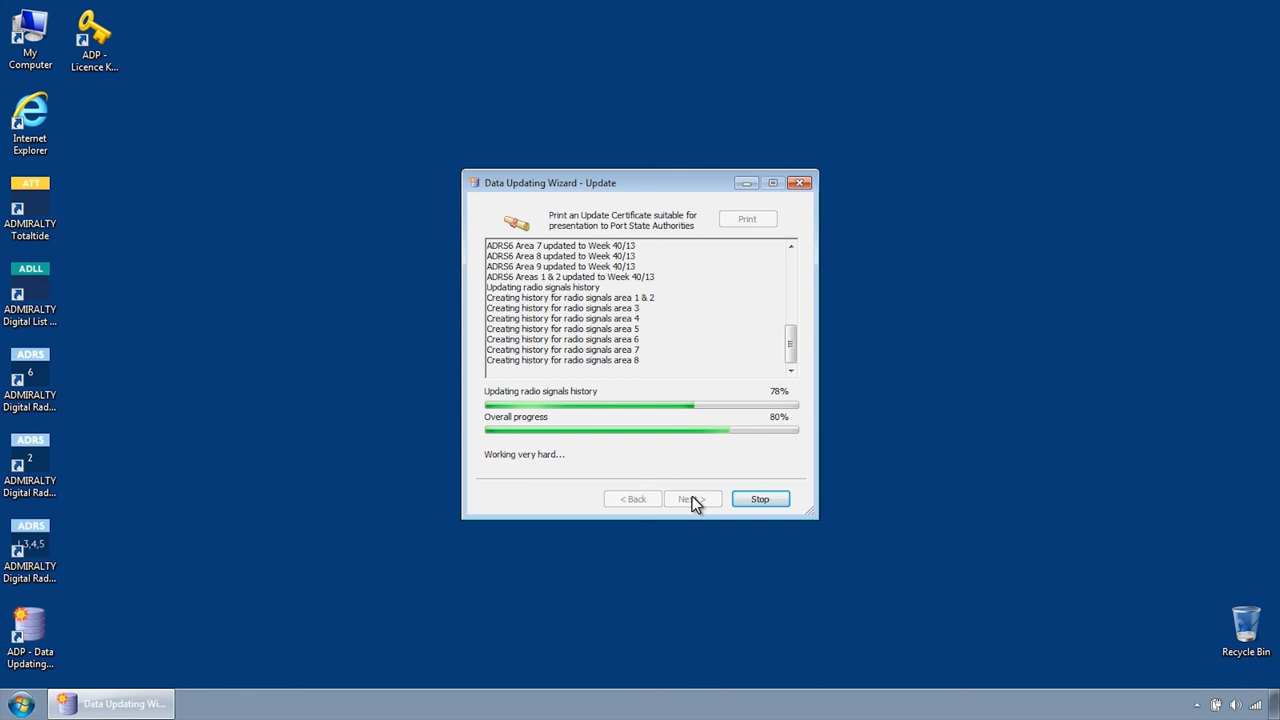 My
Computer
ADP -
Licence K...
Internet
Explorer
ATT
ADMIRALTY
Totaltide
ADLL
ADMIRALTY
Digital List ...
ADRS
6
ADMIRALTY
Digital Rad...
ADRS
2
ADMIRALTY
Digital Rad...
ADRS
1,3,4,5
ADMIRALTY
Digital Rad...
ADP - Data
Updating...
Data Updating Wizard - Update
Print an Update Certificate suitable for
presentation to Port State Authorities
Print
ADRS6 Area 7 updated to Week 40/13
ADRS6 Area 8 updated to Week 40/13
ADRS6 Area 9 updated to Week 40/13
ADRS6 Areas 1 & 2 updated to Week 40/13
Updating radio signals history
Creating history for radio signals area 1 & 2
Creating history for radio signals area 3
Creating history for radio signals area 4
Creating history for radio signals area 5
Creating history for radio signals area 6
Creating history for radio signals area 7
Creating history for radio signals area 8
Updating radio signals history 78%
Overall progress 80%
Working very hard...
< Back Next > Stop
Recycle Bin
Data Updating Wi...